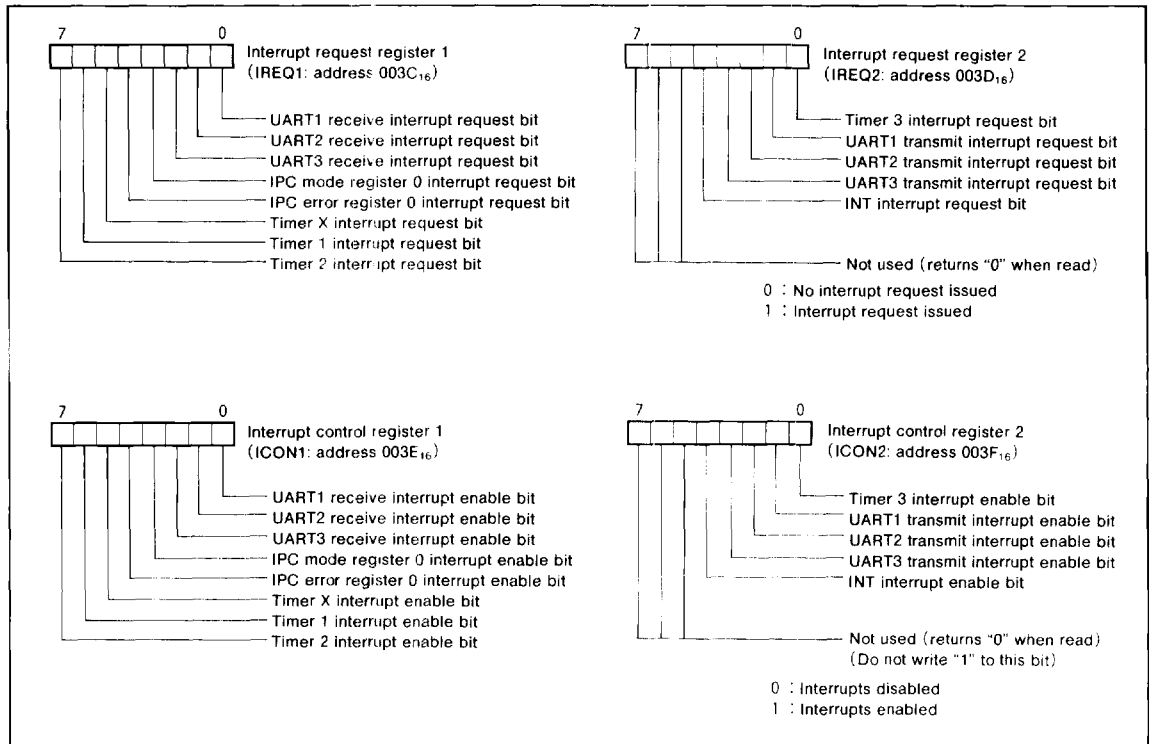 7 0
Interrupt request register 1
(IREQ1: address 003C₁₆)
UART1 receive interrupt request bit
UART2 receive interrupt request bit
UART3 receive interrupt request bit
IPC mode register 0 interrupt request bit
IPC error register 0 interrupt request bit
Timer X interrupt request bit
Timer 1 interrupt request bit
Timer 2 interrupt request bit
7 0
Interrupt request register 2
(IREQ2: address 003D₁₆)
Timer 3 interrupt request bit
UART1 transmit interrupt request bit
UART2 transmit interrupt request bit
UART3 transmit interrupt request bit
INT interrupt request bit
Not used (returns “0” when read)
0 : No interrupt request issued
1 : Interrupt request issued
7 0
Interrupt control register 1
(ICON1: address 003E₁₆)
UART1 receive interrupt enable bit
UART2 receive interrupt enable bit
UART3 receive interrupt enable bit
IPC mode register 0 interrupt enable bit
IPC error register 0 interrupt enable bit
Timer X interrupt enable bit
Timer 1 interrupt enable bit
Timer 2 interrupt enable bit
7 0
Interrupt control register 2
(ICON2: address 003F₁₆)
Timer 3 interrupt enable bit
UART1 transmit interrupt enable bit
UART2 transmit interrupt enable bit
UART3 transmit interrupt enable bit
INT interrupt enable bit
Not used (returns “0” when read)
(Do not write “1” to this bit)
0 : Interrupts disabled
1 : Interrupts enabled